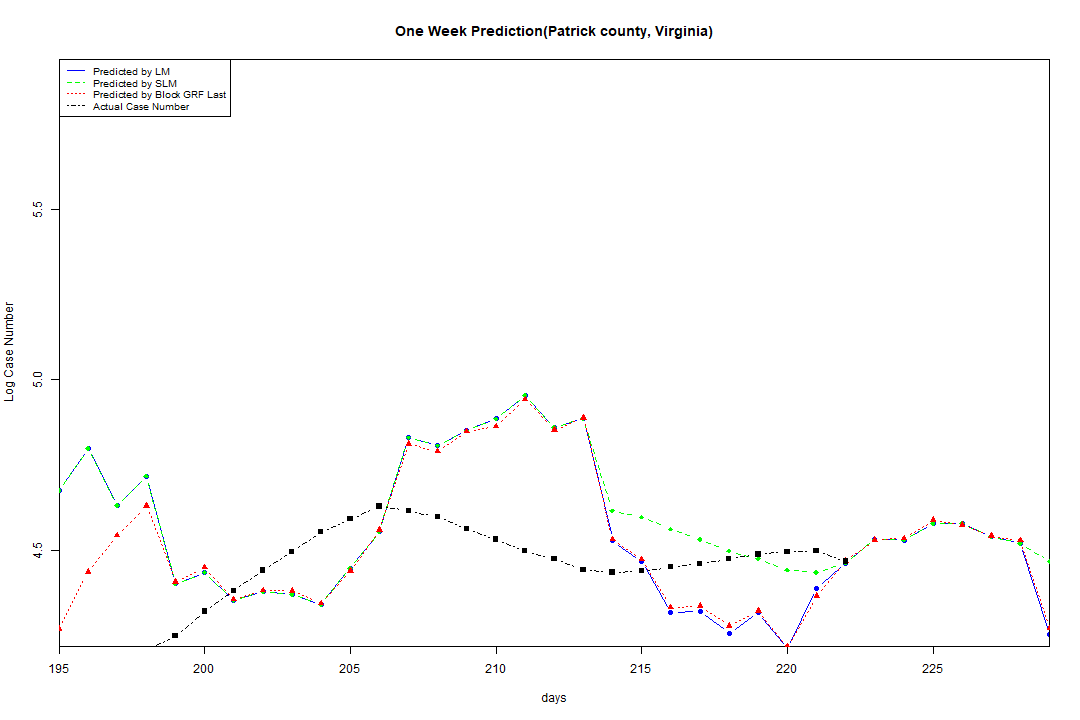 One Week Prediction(Patrick county, Virginia)
Predicted by LM
Predicted by SLM
Predicted by Block GRF Last
Actual Case Number
5.5
5.0
4.5
Log Case Number
195 200 205 210 215 220 225
days